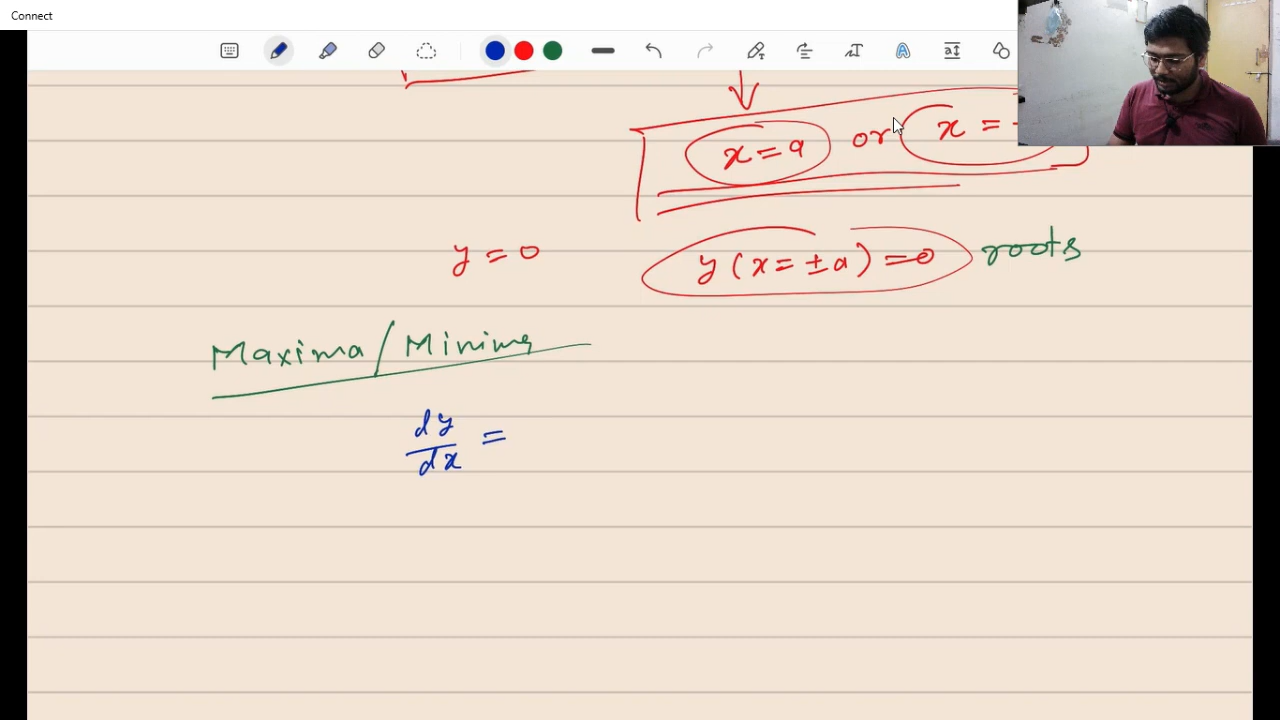 Connect
x = a or x = -
y = 0 y (x = ± a) = 0 roots
Maxima / Minima
dy
dx =